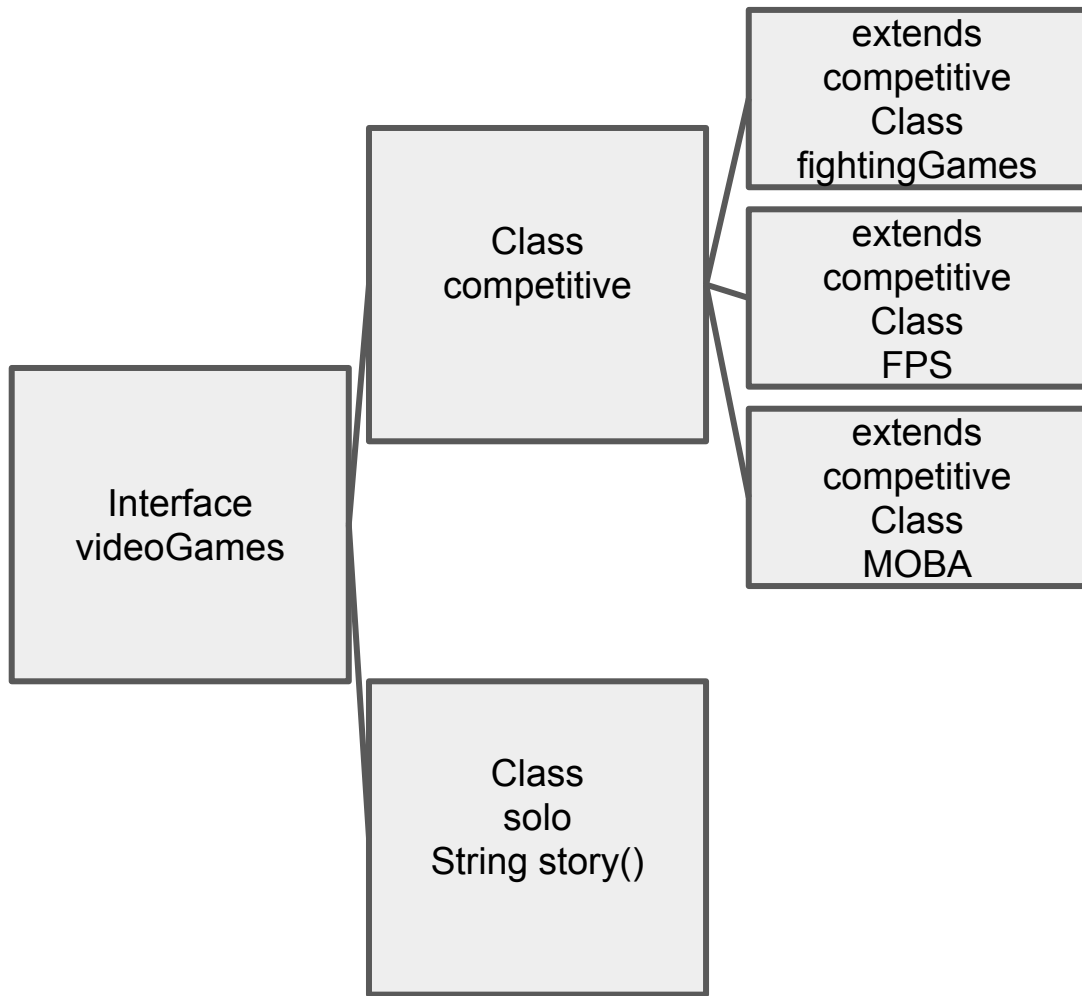 Interface
videoGames
Class
competitive
extends
competitive
Class
fightingGames
extends
competitive
Class
FPS
extends
competitive
Class
MOBA
Class
solo
String story()